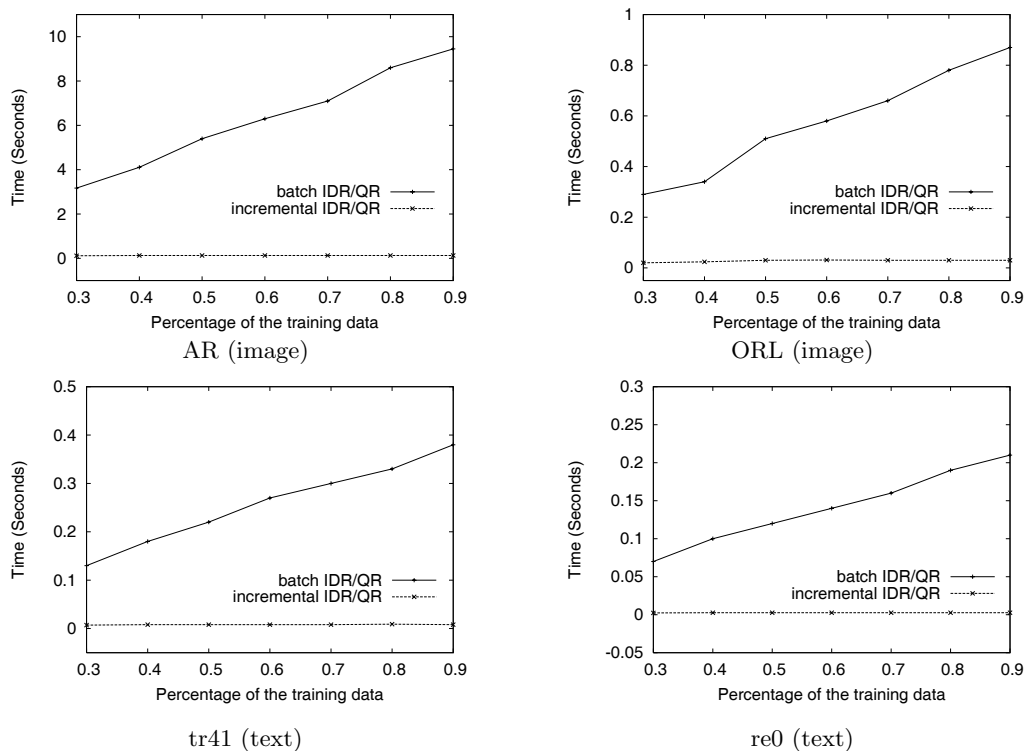 10
8
6
4
2
0
Time (Seconds)
batch IDR/QR
incremental IDR/QR
0.3 0.4 0.5 0.6 0.7 0.8 0.9
Percentage of the training data
AR (image)
1
0.8
0.6
0.4
0.2
0
Time (Seconds)
batch IDR/QR
incremental IDR/QR
0.3 0.4 0.5 0.6 0.7 0.8 0.9
Percentage of the training data
ORL (image)
0.5
0.4
0.3
0.2
0.1
0
Time (Seconds)
batch IDR/QR
incremental IDR/QR
0.3 0.4 0.5 0.6 0.7 0.8 0.9
Percentage of the training data
tr41 (text)
0.3
0.25
0.2
0.15
0.1
0.05
0
-0.05
Time (Seconds)
batch IDR/QR
incremental IDR/QR
0.3 0.4 0.5 0.6 0.7 0.8 0.9
Percentage of the training data
re0 (text)